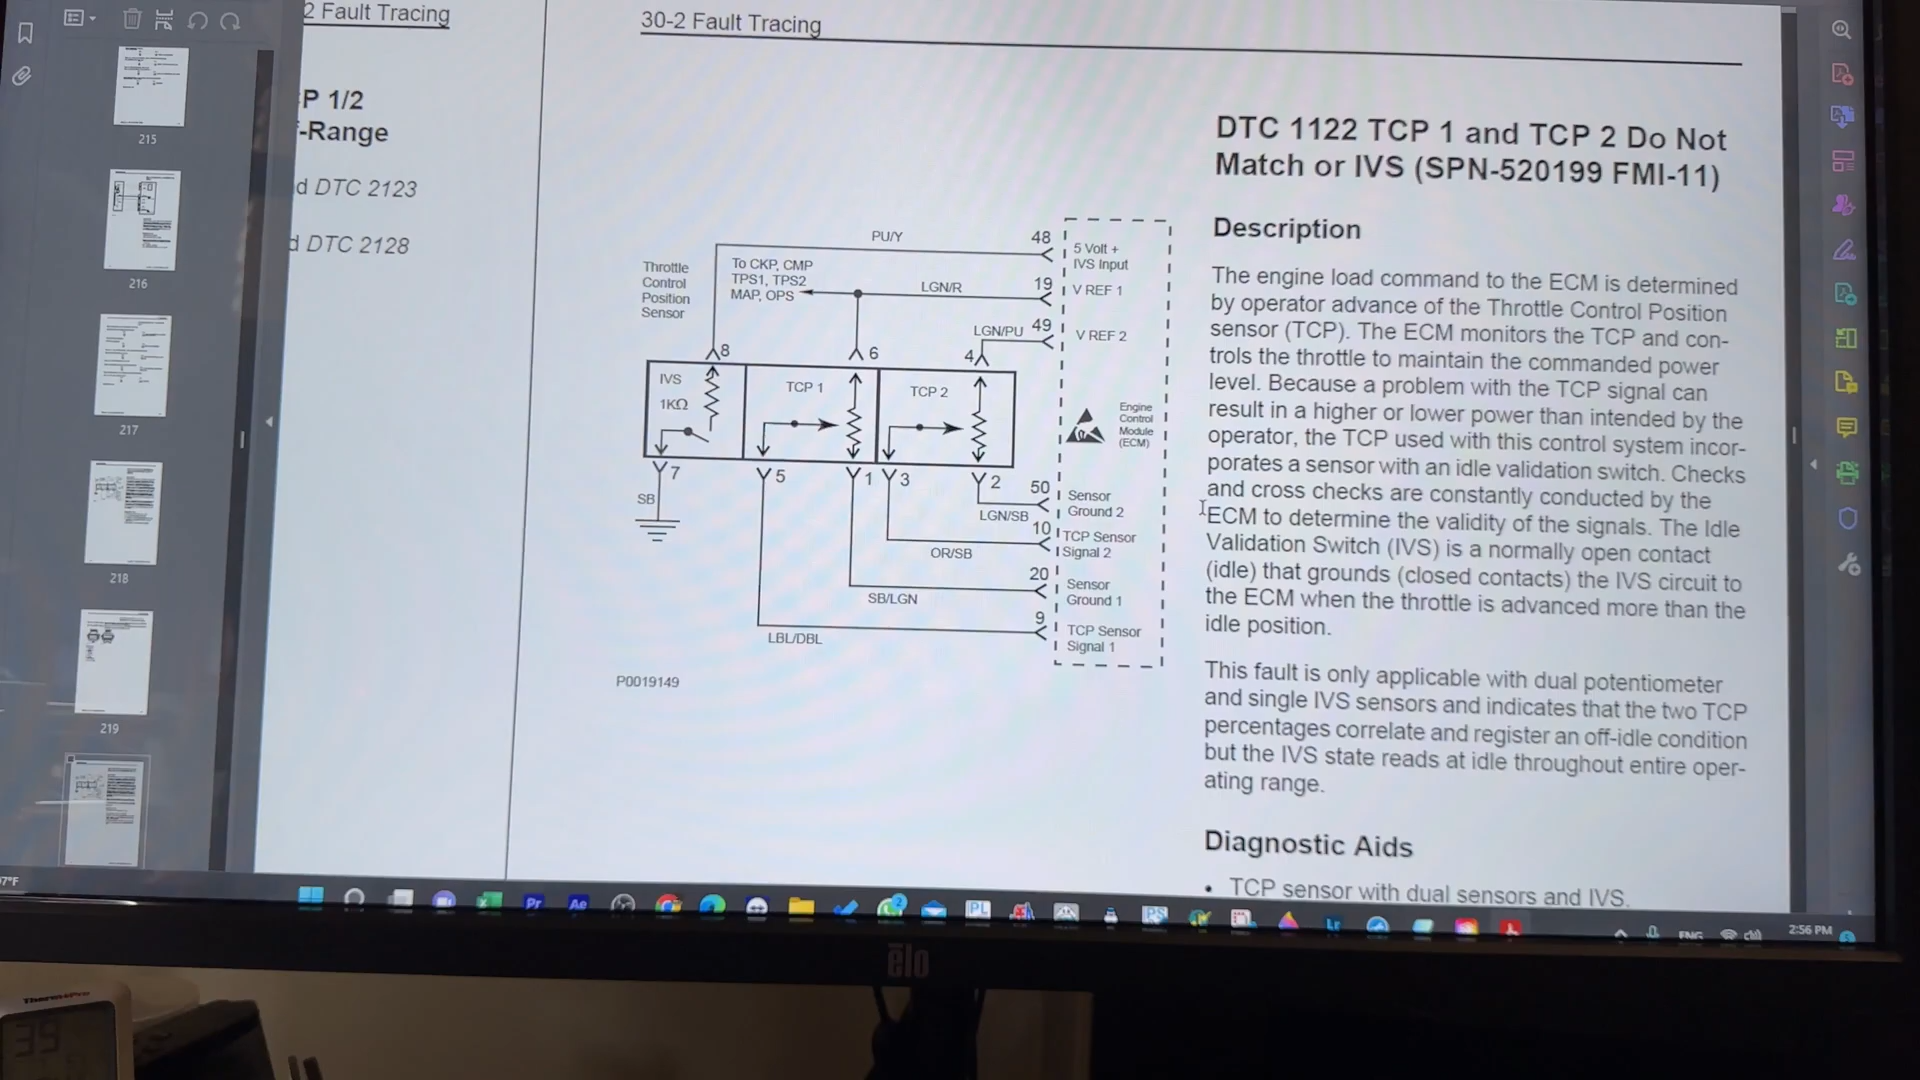 2 Fault Tracing
P 1/2
-Range
d DTC 2123
d DTC 2128
215
216
217
218
219
30-2 Fault Tracing
PU/Y
48
5 Volt +
IVS Input
Throttle
Control
Position
Sensor
To CKP, CMP
TPS1, TPS2
MAP, OPS
LGN/R
19
V REF 1
LGN/PU
49
V REF 2
8
6
4
IVS
1KΩ
TCP 1
TCP 2
Engine
Control
Module
(ECM)
7
5
1
3
2
SB
50
Sensor
Ground 2
LGN/SB
10
TCP Sensor
Signal 2
OR/SB
20
Sensor
Ground 1
SB/LGN
9
TCP Sensor
Signal 1
LBL/DBL
P0019149
DTC 1122 TCP 1 and TCP 2 Do Not
Match or IVS (SPN-520199 FMI-11)
Description
The engine load command to the ECM is determined
by operator advance of the Throttle Control Position
sensor (TCP). The ECM monitors the TCP and con-
trols the throttle to maintain the commanded power
level. Because a problem with the TCP signal can
result in a higher or lower power than intended by the
operator, the TCP used with this control system incor-
porates a sensor with an idle validation switch. Checks
and cross checks are constantly conducted by the
ECM to determine the validity of the signals. The Idle
Validation Switch (IVS) is a normally open contact
(idle) that grounds (closed contacts) the IVS circuit to
the ECM when the throttle is advanced more than the
idle position.
This fault is only applicable with dual potentiometer
and single IVS sensors and indicates that the two TCP
percentages correlate and register an off-idle condition
but the IVS state reads at idle throughout entire oper-
ating range.
Diagnostic Aids
• TCP sensor with dual sensors and IVS.
7°F
Pr
Ae
2
PL
PS
Lr
ENG
2:56 PM
elo
ThermoPro
39